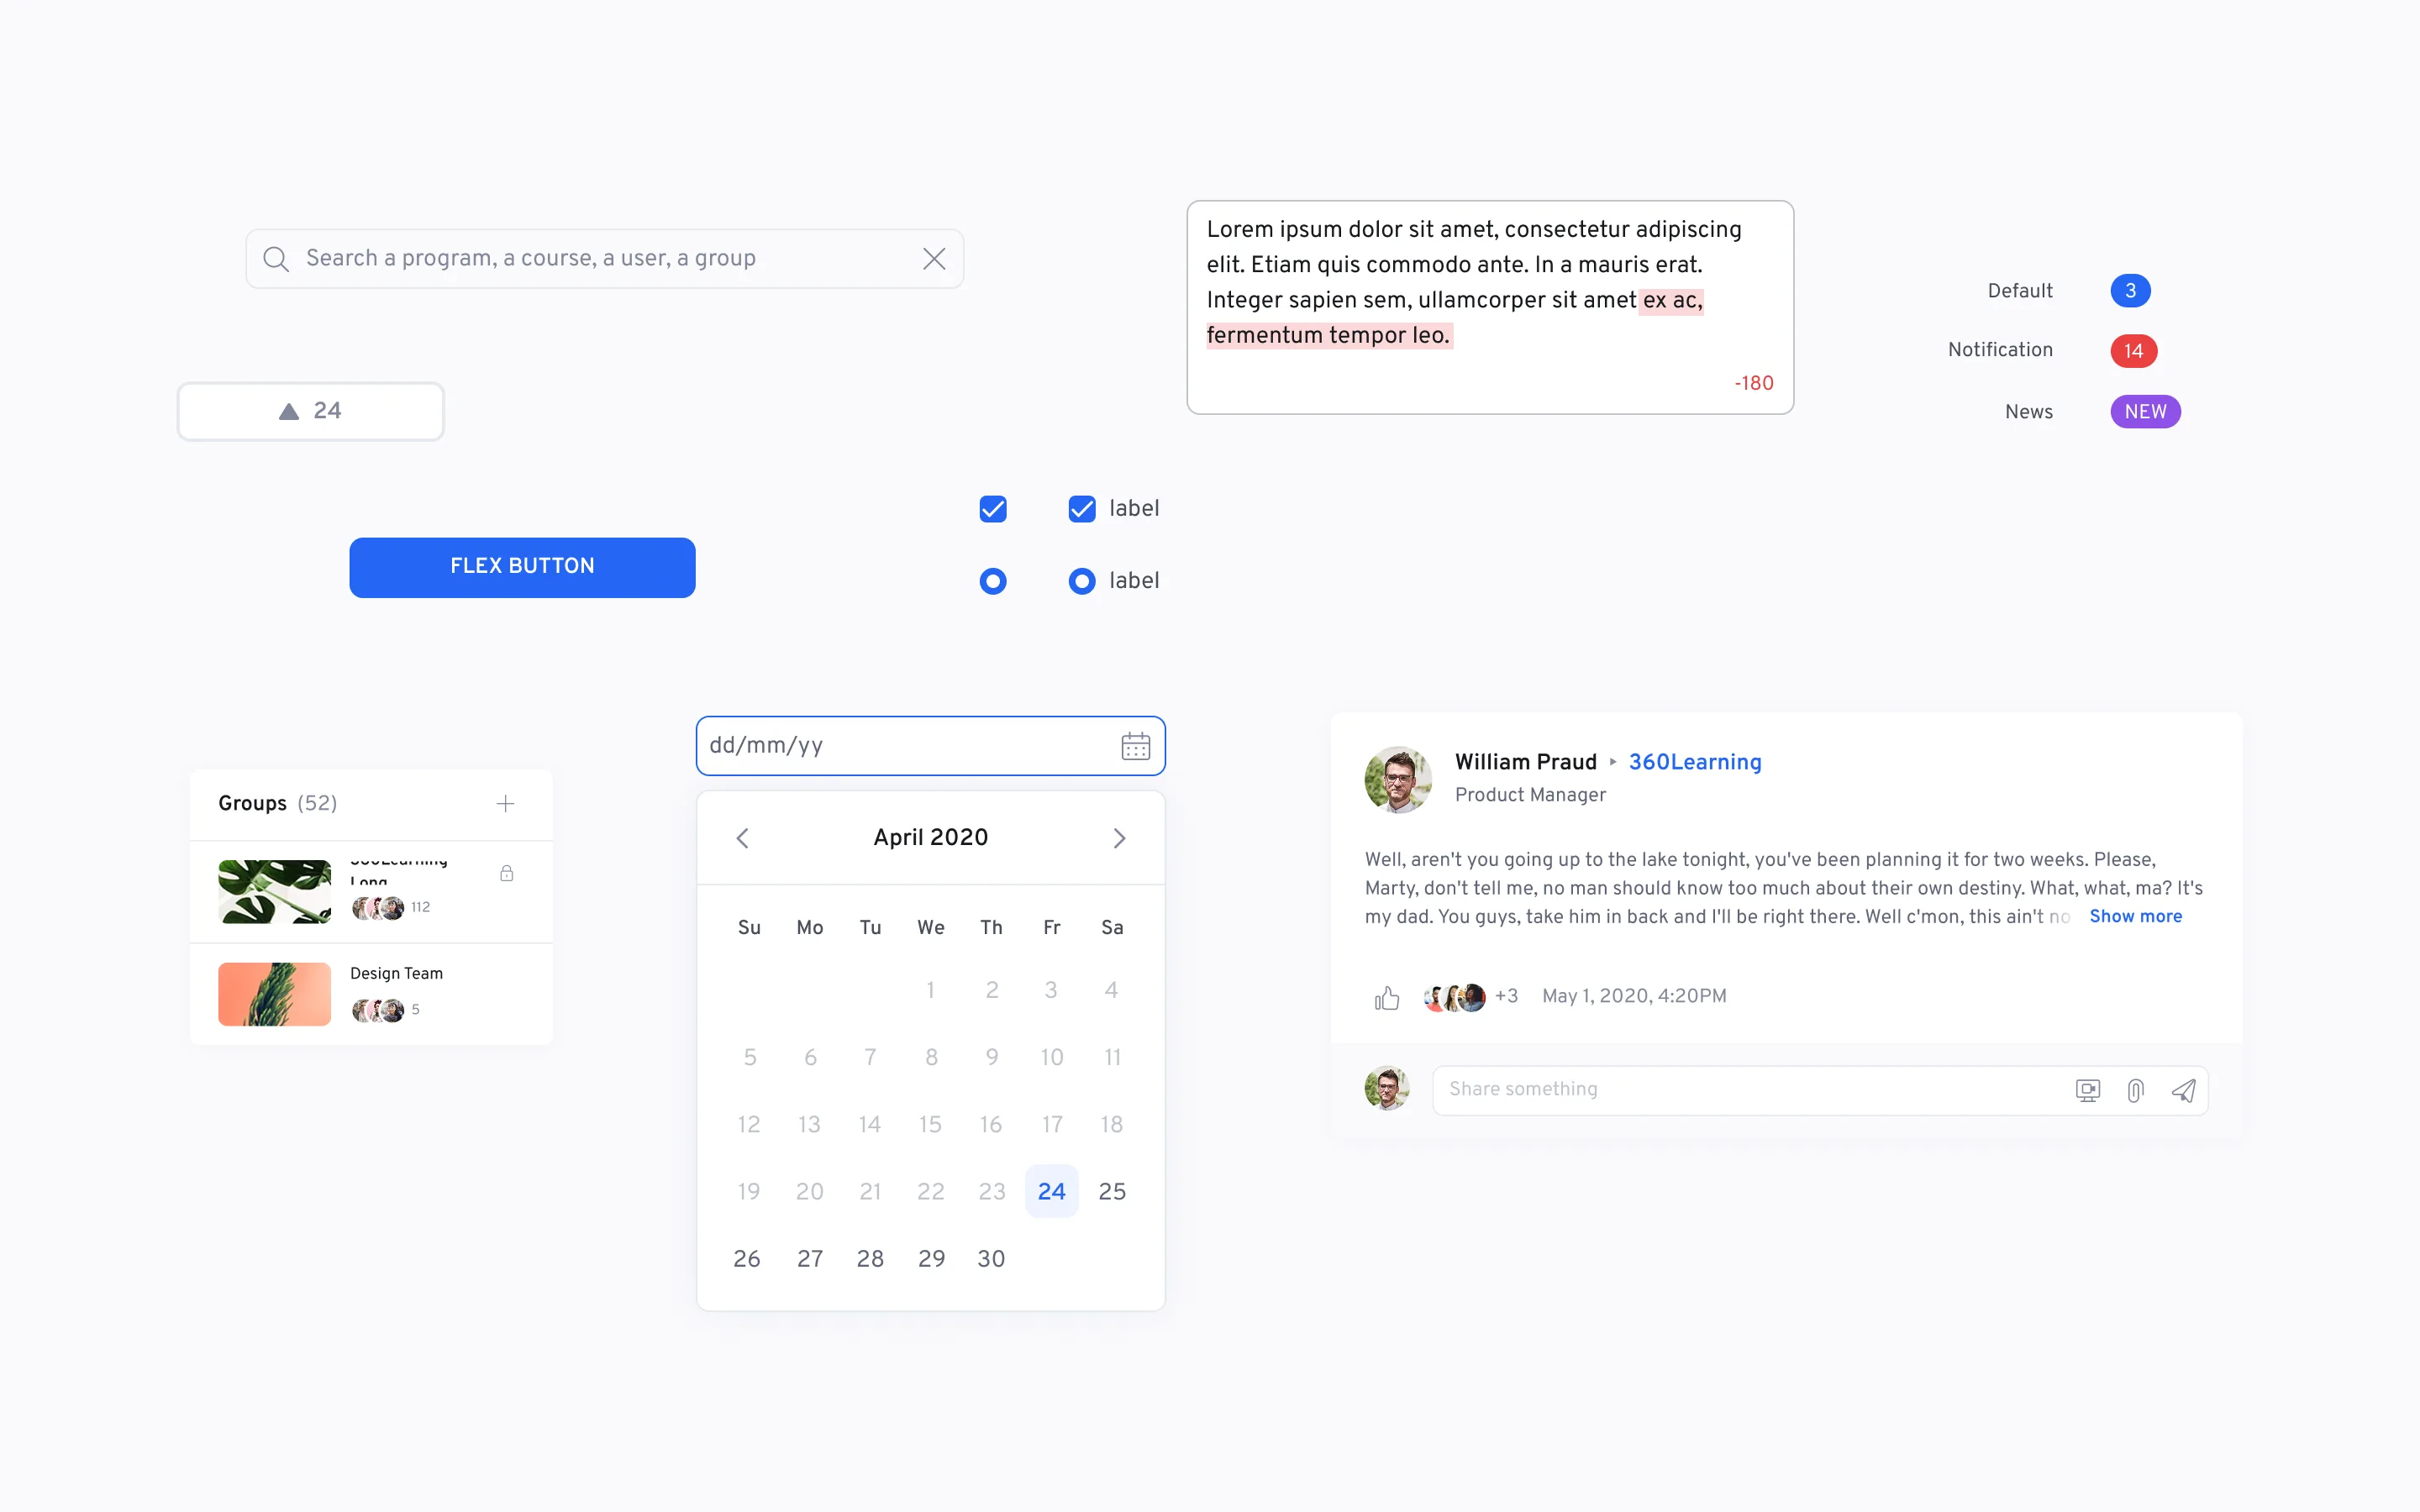 Search a program, a course, a user, a group
Lorem ipsum dolor sit amet, consectetur adipiscing
elit. Etiam quis commodo ante. In a mauris erat.
Integer sapien sem, ullamcorper sit amet ex ac,
fermentum tempor leo.
-180
Default 3
Notification 14
News NEW
24
FLEX BUTTON
label
label
Groups (52)
360Learning
Long
112
Design Team
5
dd/mm/yy
April 2020
Su Mo Tu We Th Fr Sa
1 2 3 4
5 6 7 8 9 10 11
12 13 14 15 16 17 18
19 20 21 22 23 24 25
26 27 28 29 30
William Praud ‣ 360Learning
Product Manager
Well, aren't you going up to the lake tonight, you've been planning it for two weeks. Please,
Marty, don't tell me, no man should know too much about their own destiny. What, what, ma? It's
my dad. You guys, take him in back and I'll be right there. Well c'mon, this ain't no Show more
+3 May 1, 2020, 4:20PM
Share something